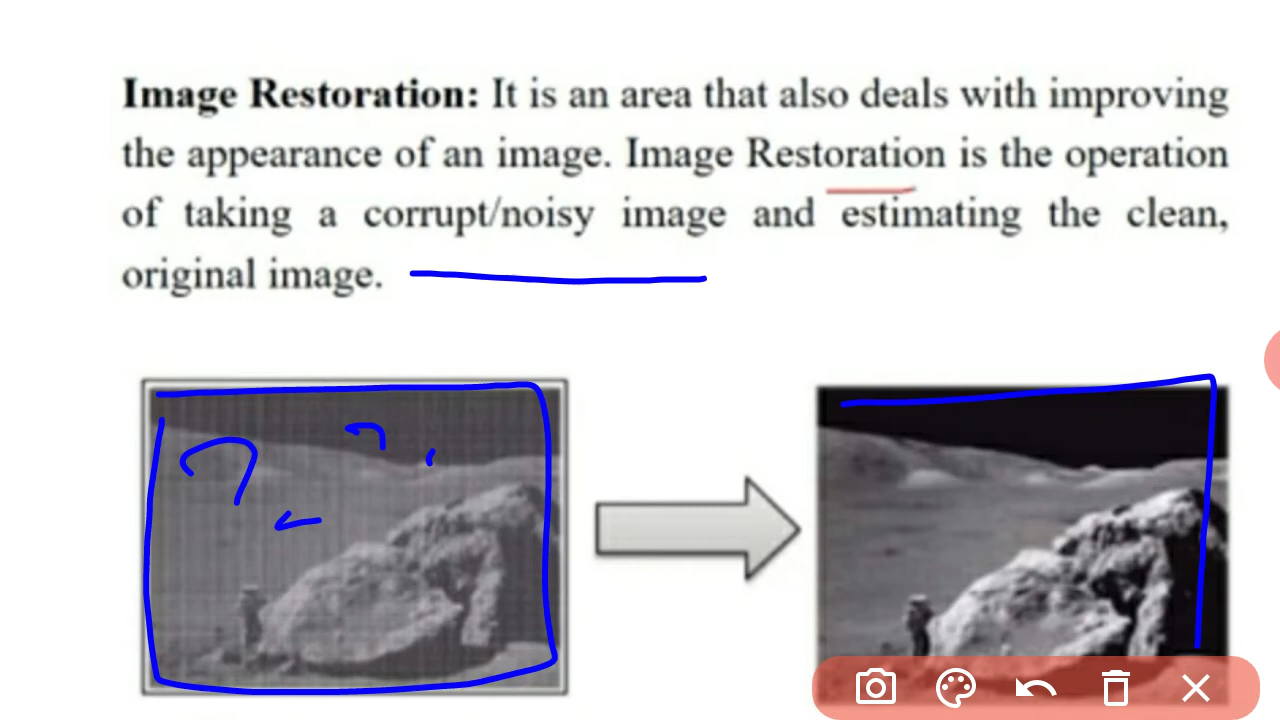 Image Restoration: It is an area that also deals with improving
the appearance of an image. Image Restoration is the operation
of taking a corrupt/noisy image and estimating the clean,
original image.